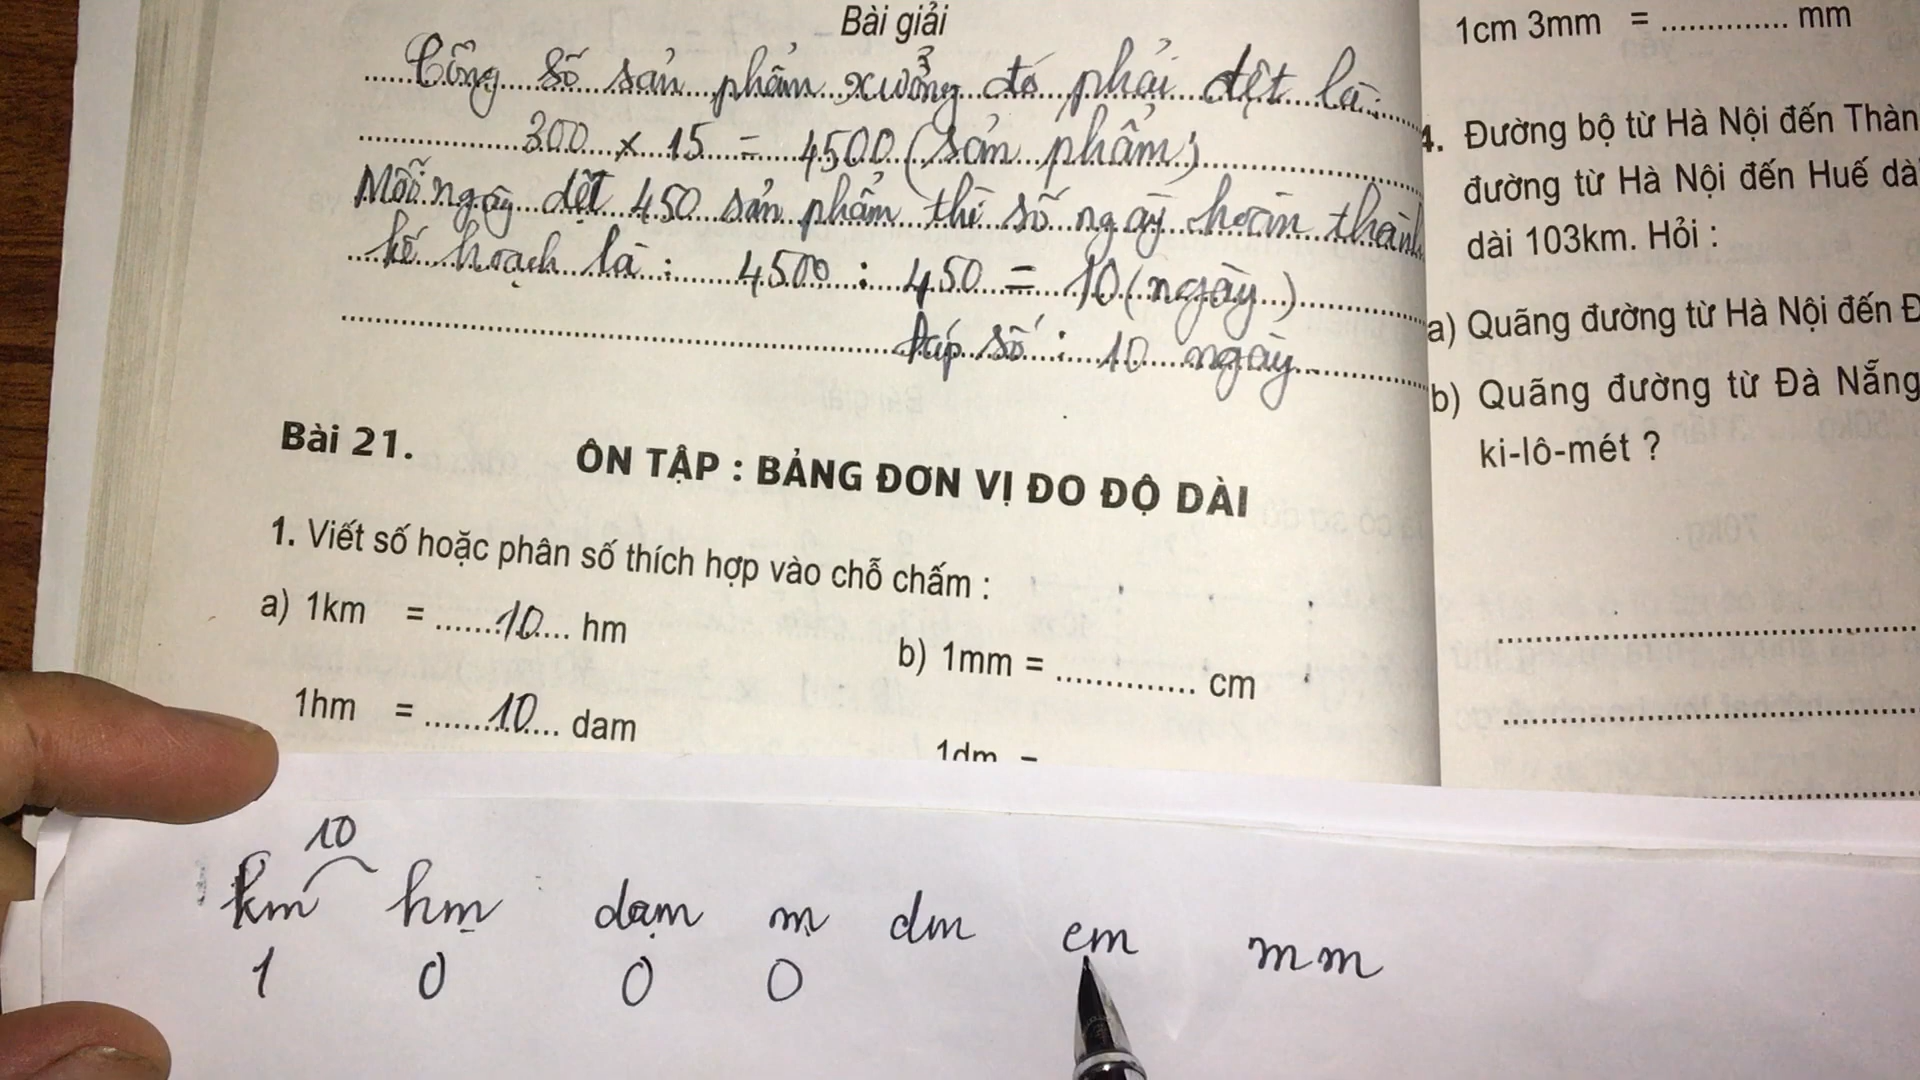 Bài giải
Công số sản phẩm xưởng đó phải dệt là:
300 x 15 = 4500 (sản phẩm)
Mỗi ngày dệt 450 sản phẩm thì số ngày hoàn thành
kế hoạch là : 4500 : 450 = 10 (ngày)
Đáp số : 10 ngày
Bài 21.
ÔN TẬP : BẢNG ĐƠN VỊ ĐO ĐỘ DÀI
1. Viết số hoặc phân số thích hợp vào chỗ chấm :
a) 1km = .......10.... hm
1hm = .......10.... dam
b) 1mm = .............. cm
1dm =
1cm 3mm = .............. mm
4. Đường bộ từ Hà Nội đến Thàn
đường từ Hà Nội đến Huế dà
dài 103km. Hỏi :
a) Quãng đường từ Hà Nội đến Đ
b) Quãng đường từ Đà Nẵng
ki-lô-mét ?
10
km hm dam m dm cm mm
1 0 0 0